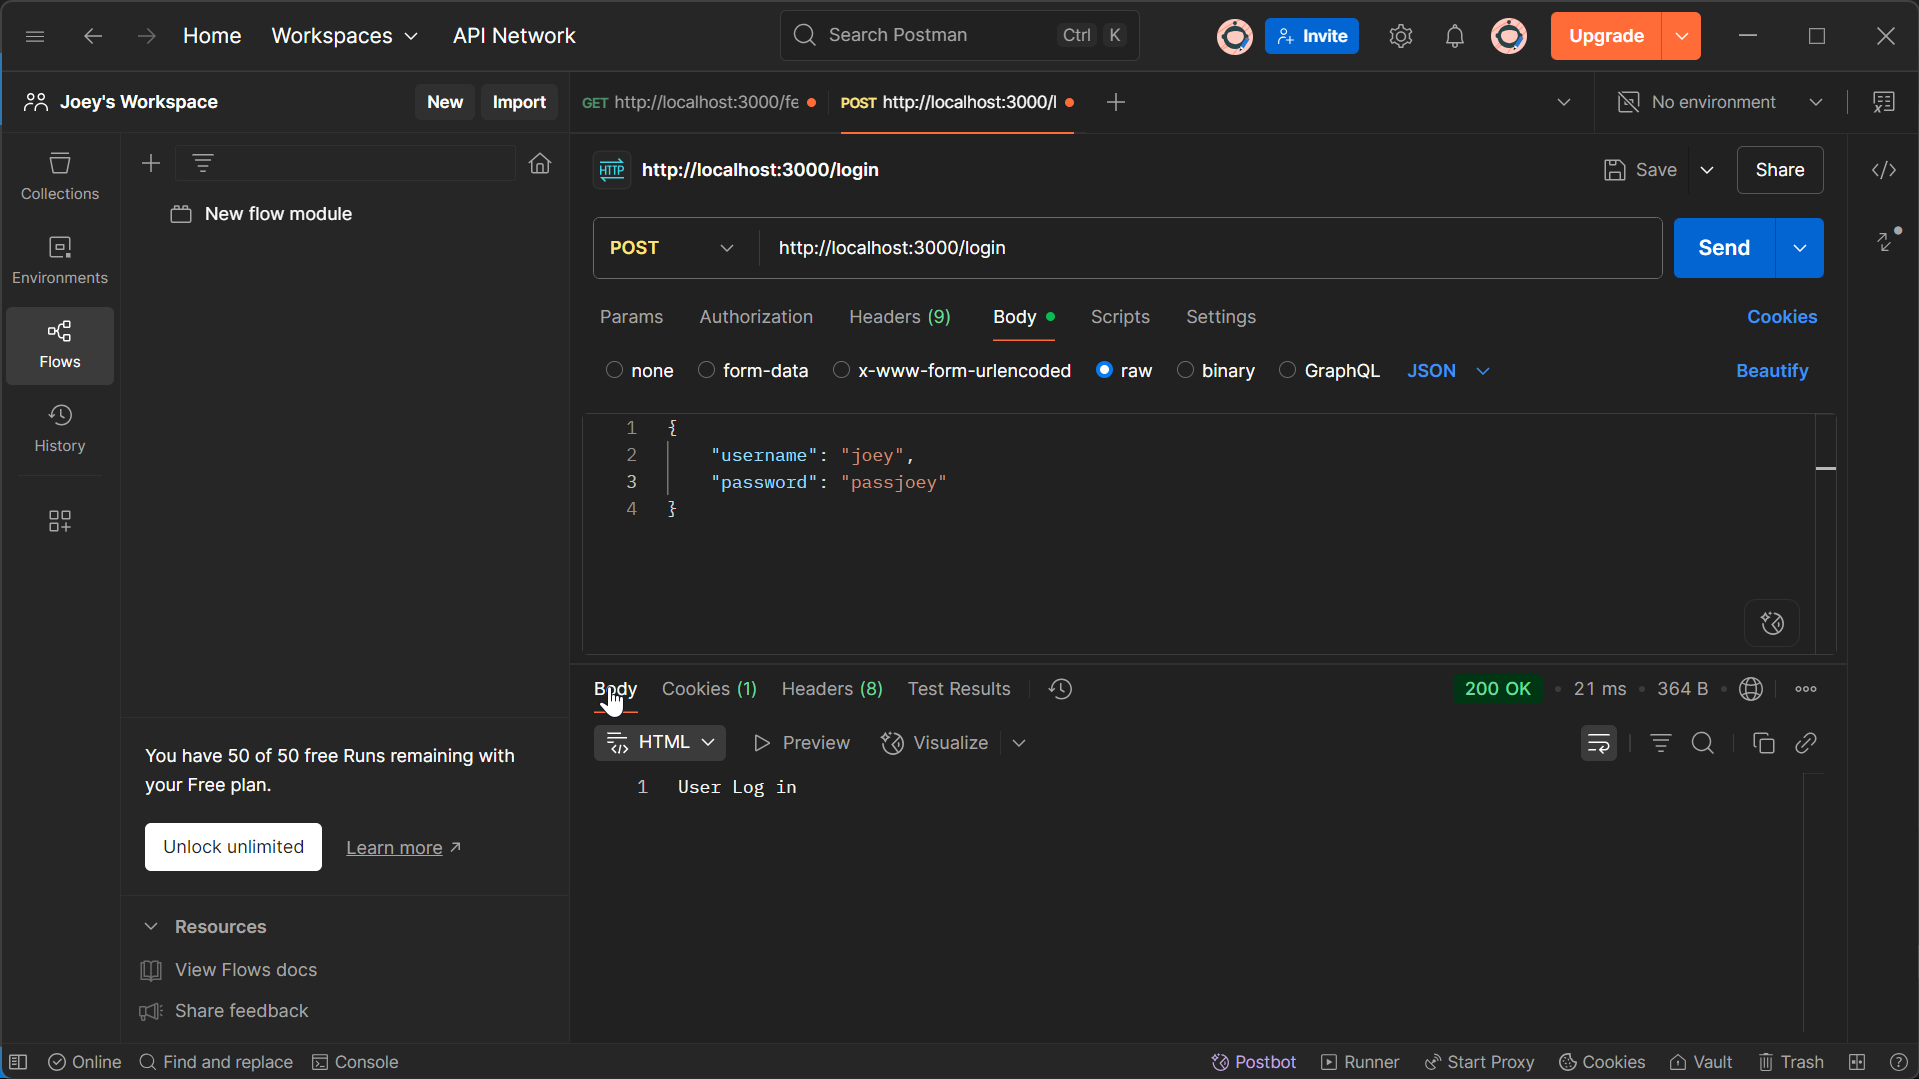 Home Workspaces API Network Search Postman Ctrl K Invite Upgrade
Joey's Workspace New Import GET http://localhost:3000/fe POST http://localhost:3000/l No environment
Collections
Environments
Flows
History
New flow module
HTTP http://localhost:3000/login Save Share
POST http://localhost:3000/login Send
Params Authorization Headers (9) Body Scripts Settings Cookies
none form-data x-www-form-urlencoded raw binary GraphQL JSON Beautify
1 {
2 "username": "joey",
3 "password": "passjoey"
4 }
Body Cookies (1) Headers (8) Test Results 200 OK • 21 ms • 364 B
HTML Preview Visualize
1 User Log in
You have 50 of 50 free Runs remaining with
your Free plan.
Unlock unlimited Learn more ↗
Resources
View Flows docs
Share feedback
Online Find and replace Console Postbot Runner Start Proxy Cookies Vault Trash